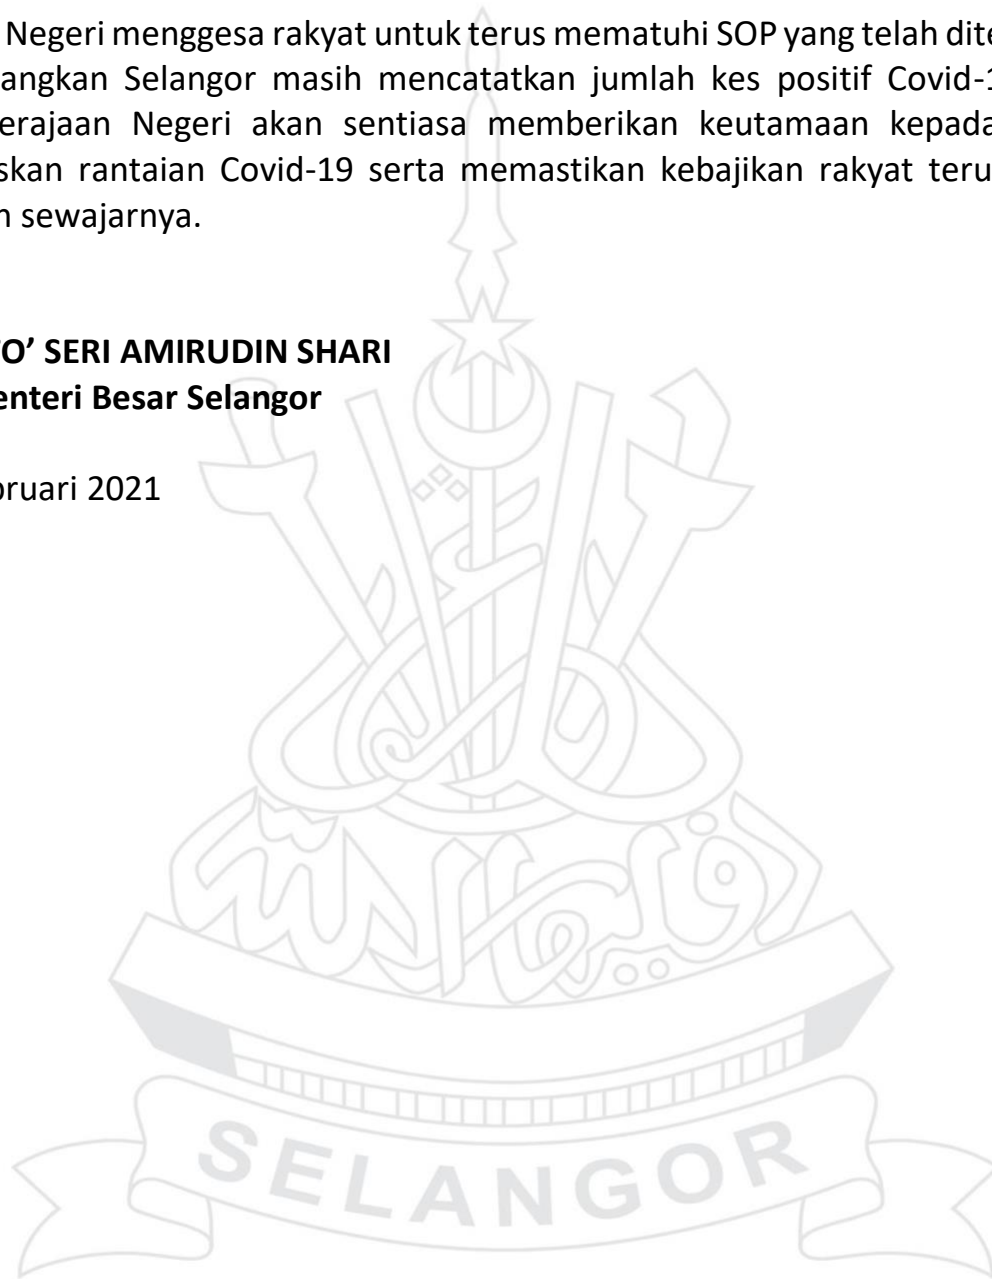 Negeri menggesa rakyat untuk terus mematuhi SOP yang telah dite
angkan Selangor masih mencatatkan jumlah kes positif Covid-1
erajaan Negeri akan sentiasa memberikan keutamaan kepada
skan rantaian Covid-19 serta memastikan kebajikan rakyat teru
sewajarnya.
O’ SERI AMIRUDIN SHARI
enteri Besar Selangor
bruari 2021
SELANGOR